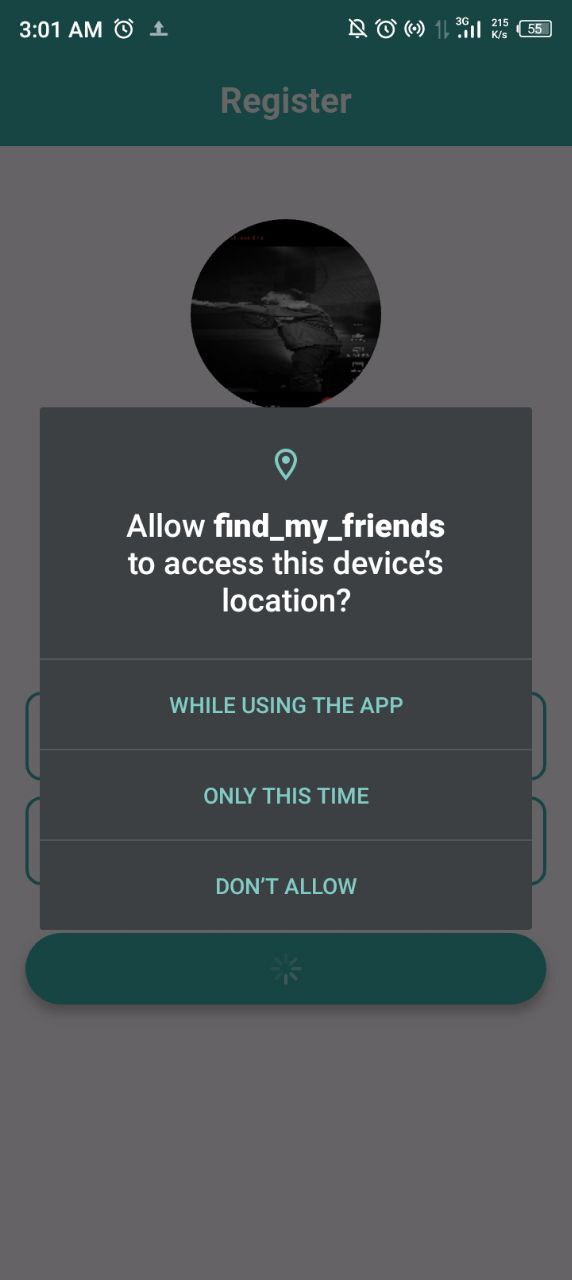 3:01 AM 3G 215 K/s 55
Register
Allow find_my_friends
to access this device's
location?
WHILE USING THE APP
ONLY THIS TIME
DON'T ALLOW